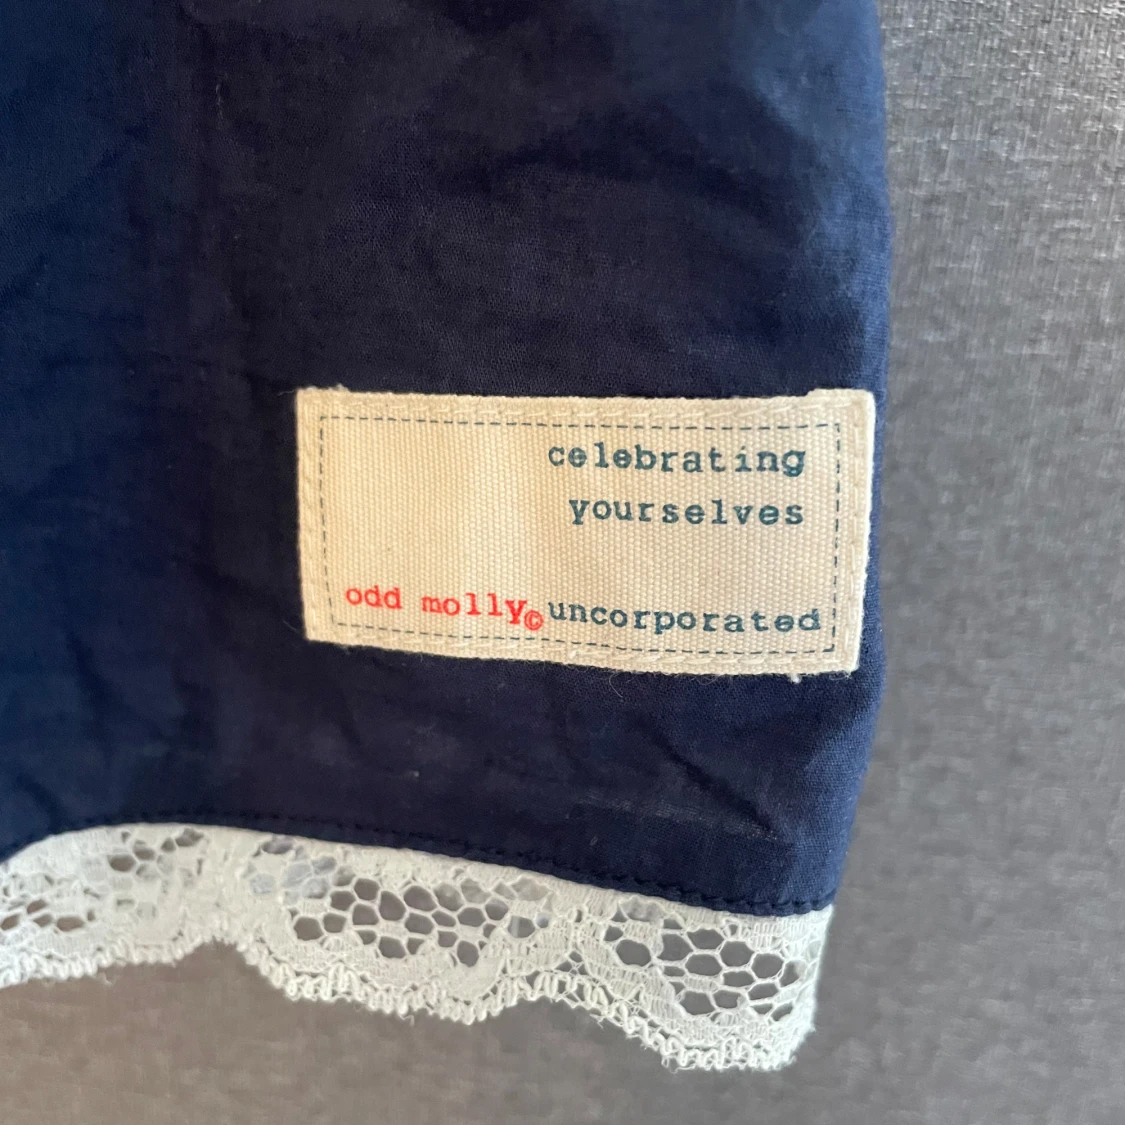 celebrating
yourselves
odd molly© uncorporated